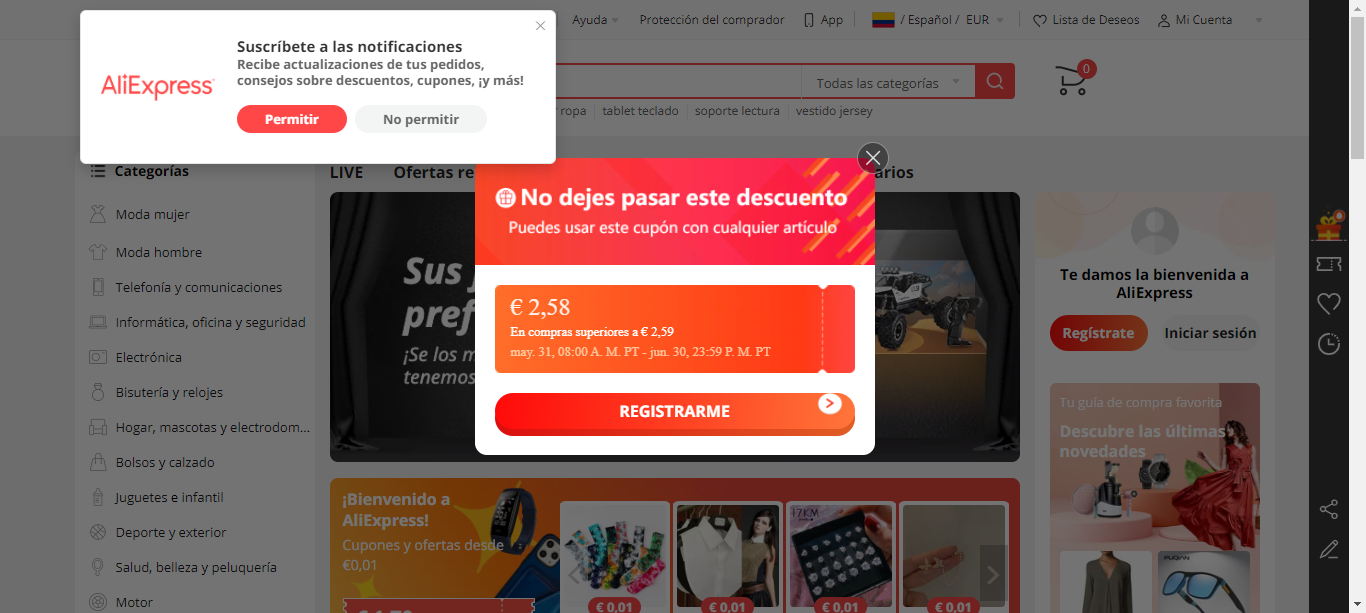 Ayuda
Protección del comprador
App
/ Español / EUR
Lista de Deseos
Mi Cuenta
Suscríbete a las notificaciones
Recibe actualizaciones de tus pedidos,
consejos sobre descuentos, cupones, ¡y más!
AliExpress
Permitir
No permitir
Todas las categorías
0
ropa
tablet teclado
soporte lectura
vestido jersey
Categorías
LIVE
Ofertas re
arios
Moda mujer
Moda hombre
Telefonía y comunicaciones
Informática, oficina y seguridad
Electrónica
Bisutería y relojes
Hogar, mascotas y electrodom...
Bolsos y calzado
Juguetes e infantil
Deporte y exterior
Salud, belleza y peluquería
Motor
Sus
pref
¡Se los m
tenemos
No dejes pasar este descuento
Puedes usar este cupón con cualquier artículo
€ 2,58
En compras superiores a € 2,59
may. 31, 08:00 A. M. PT - jun. 30, 23:59 P. M. PT
REGISTRARME
Te damos la bienvenida a
AliExpress
Regístrate
Iniciar sesión
Tu guía de compra favorita
Descubre las últimas
novedades
¡Bienvenido a
AliExpress!
Cupones y ofertas desde
€0,01
17KM
€ 0,01
€ 0,01
€ 0,01
€ 0,01